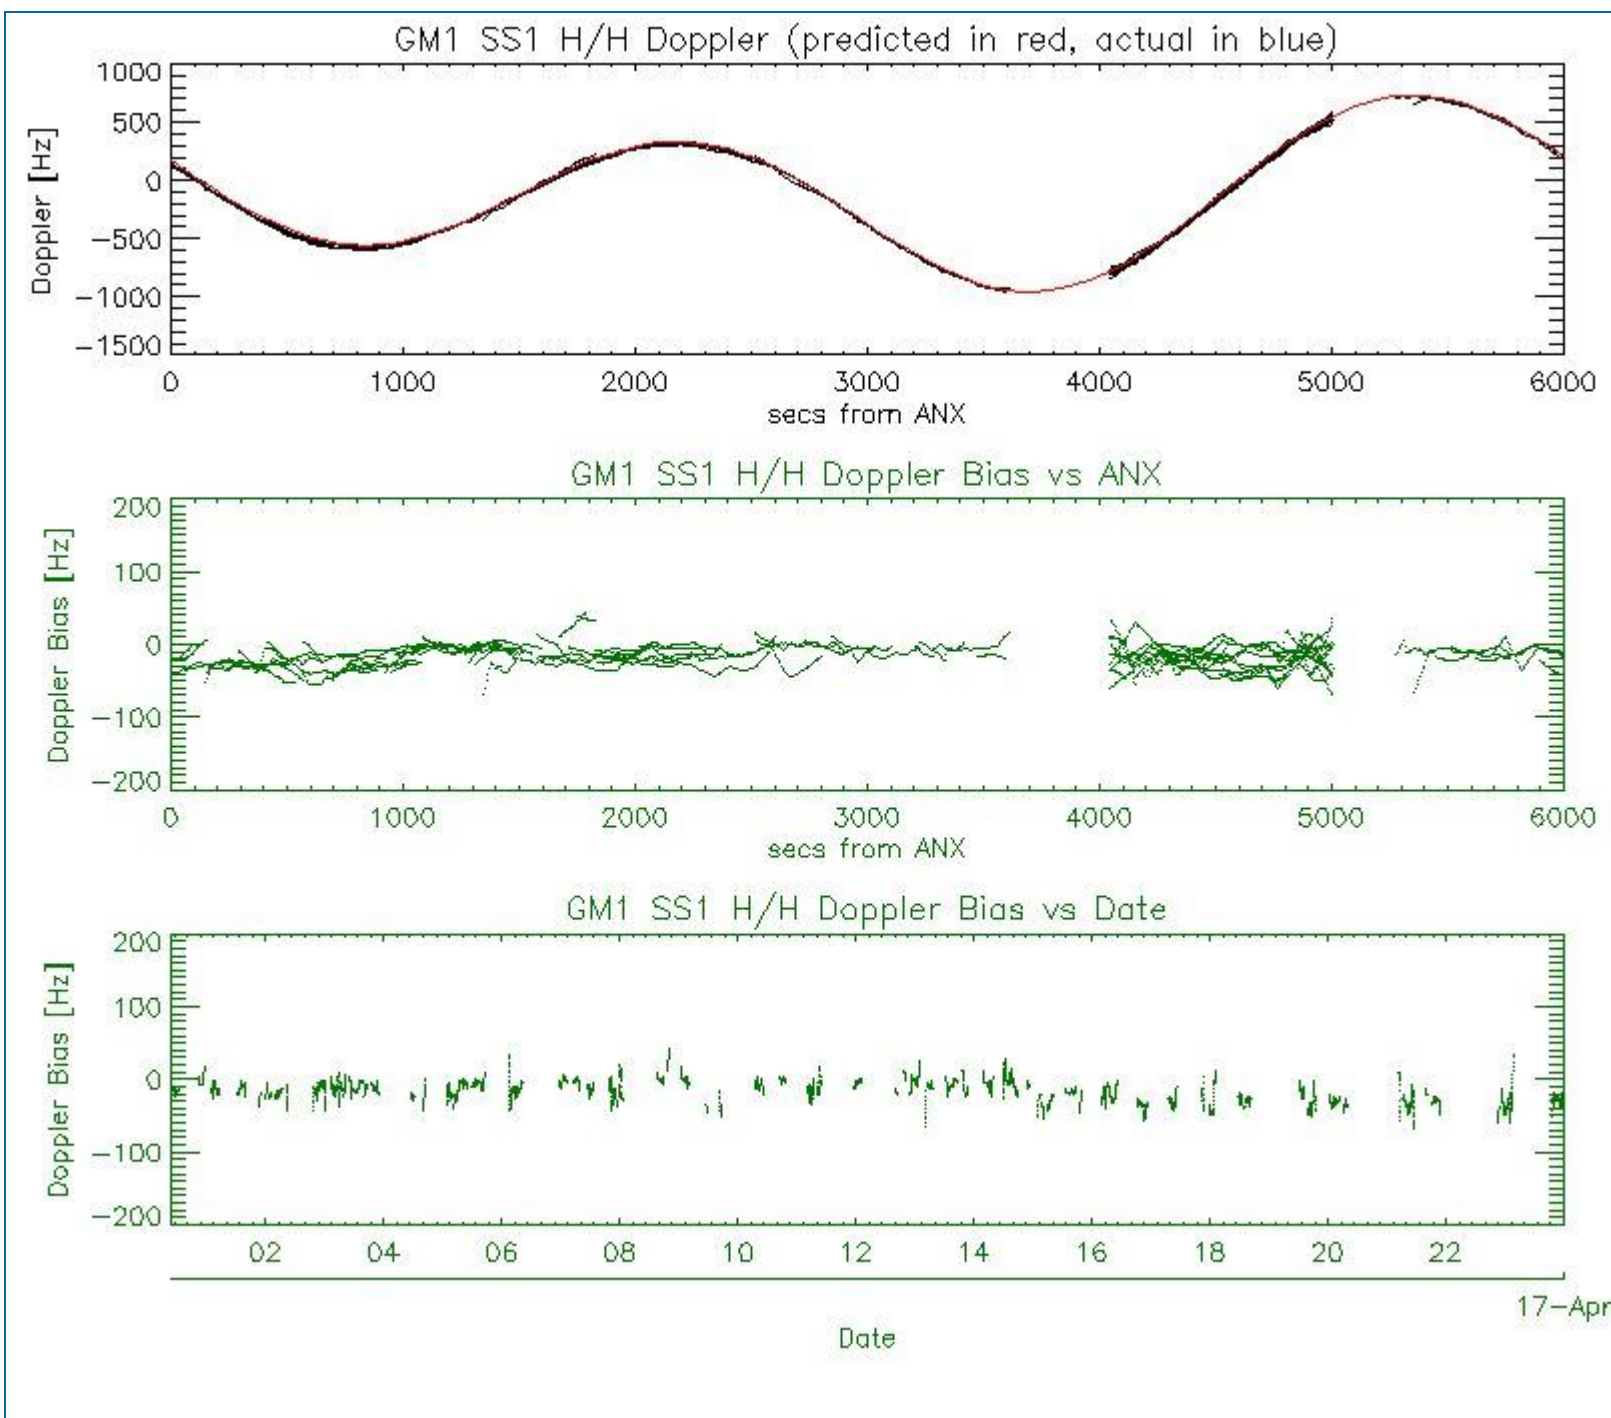 GM1 SS1 H/H Doppler (predicted in red, actual in blue)
1000
500
0
−500
−1000
−1500
Doppler [Hz]
0 1000 2000 3000 4000 5000 6000
secs from ANX
GM1 SS1 H/H Doppler Bias vs ANX
200
100
0
−100
−200
Doppler Bias [Hz]
0 1000 2000 3000 4000 5000 6000
secs from ANX
GM1 SS1 H/H Doppler Bias vs Date
200
100
0
−100
−200
Doppler Bias [Hz]
02 04 06 08 10 12 14 16 18 20 22
17−Apr
Date